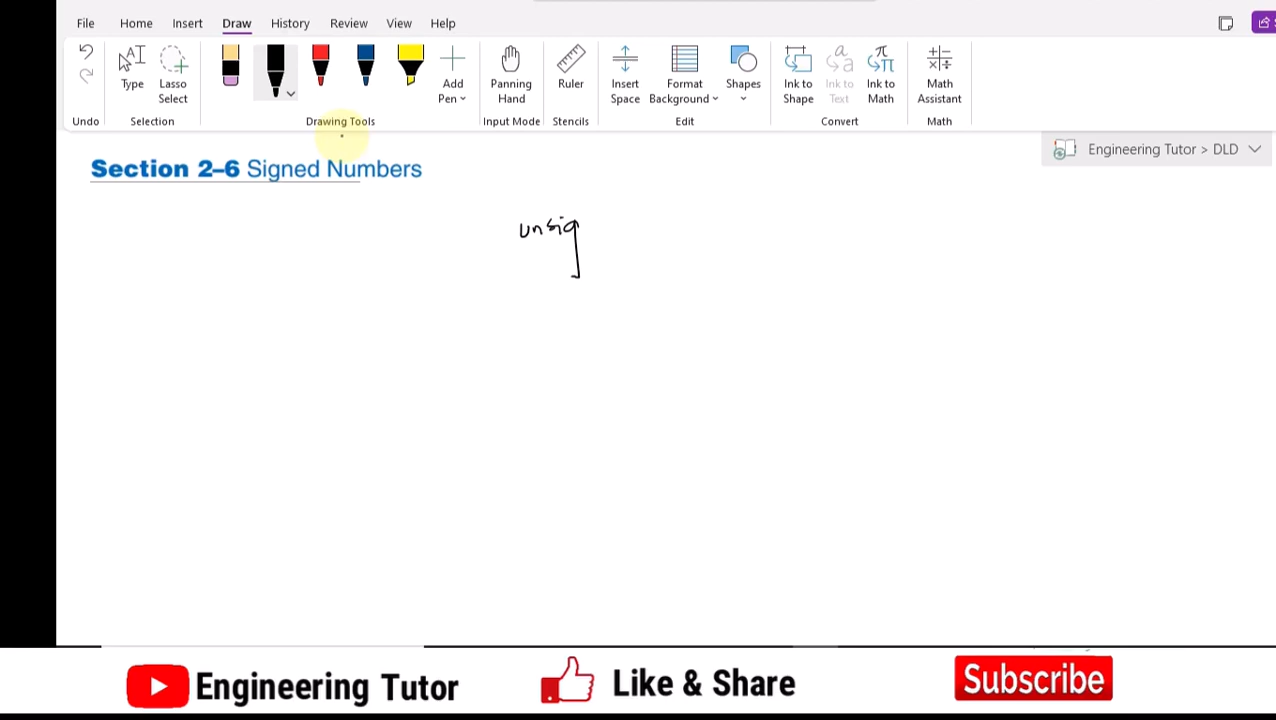 File Home Insert Draw History Review View Help
Undo
Type
Lasso
Select
Selection
Drawing Tools
Add
Pen
Panning
Hand
Input Mode
Ruler
Stencils
Insert
Space
Format
Background
Shapes
Edit
Ink to
Shape
Ink to
Text
Ink to
Math
Convert
Math
Assistant
Math
Engineering Tutor > DLD
Section 2–6 Signed Numbers
unsig
Engineering Tutor
Like & Share
Subscribe